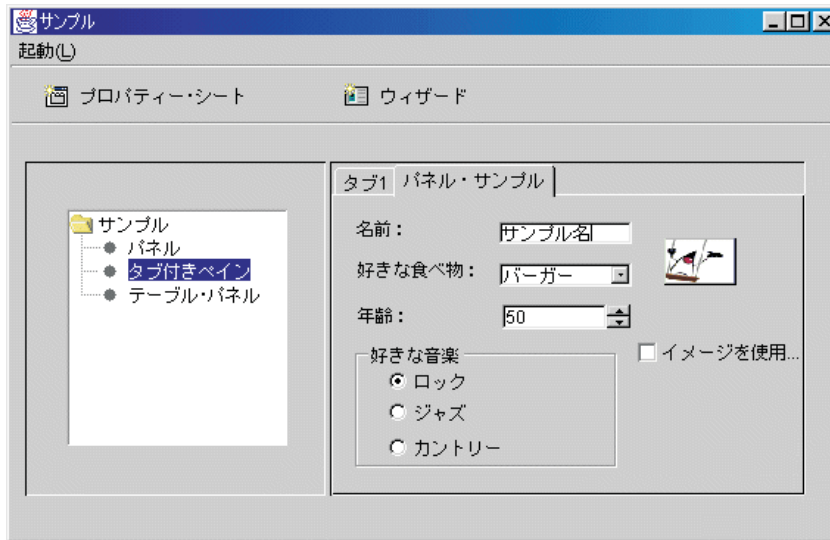 サンプル
起動(L)
プロパティー・シート ウィザード
サンプル
パネル
タブ付きペイン
テーブル・パネル
タブ1 パネル・サンプル
名前： サンプル名
好きな食べ物： バーガー
年齢： 50
イメージを使用...
好きな音楽
ロック
ジャズ
カントリー